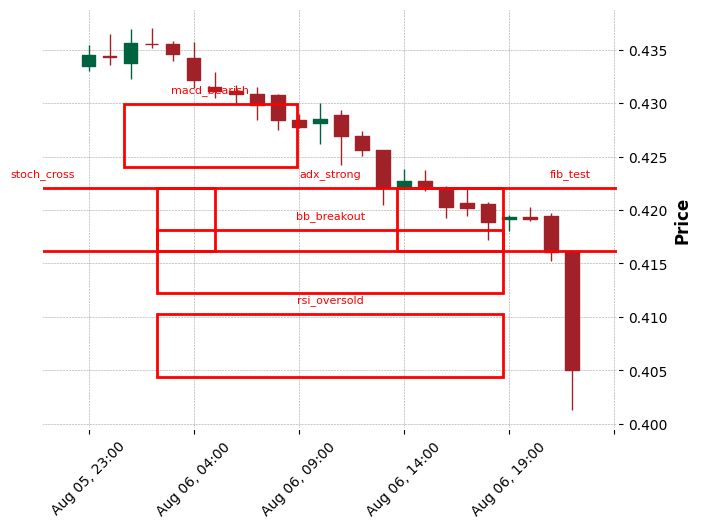 0.435
macd_bearish
0.430
0.425
stoch_cross
adx_strong
fib_test
0.420
bb_breakout
0.415
rsi_oversold
0.410
0.405
0.400
Price
Aug 05, 23:00
Aug 06, 04:00
Aug 06, 09:00
Aug 06, 14:00
Aug 06, 19:00